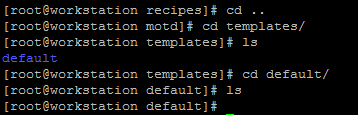 [root@workstation recipes]# cd ..
[root@workstation motd]# cd templates/
[root@workstation templates]# ls
default
[root@workstation templates]# cd default/
[root@workstation default]# ls
[root@workstation default]#